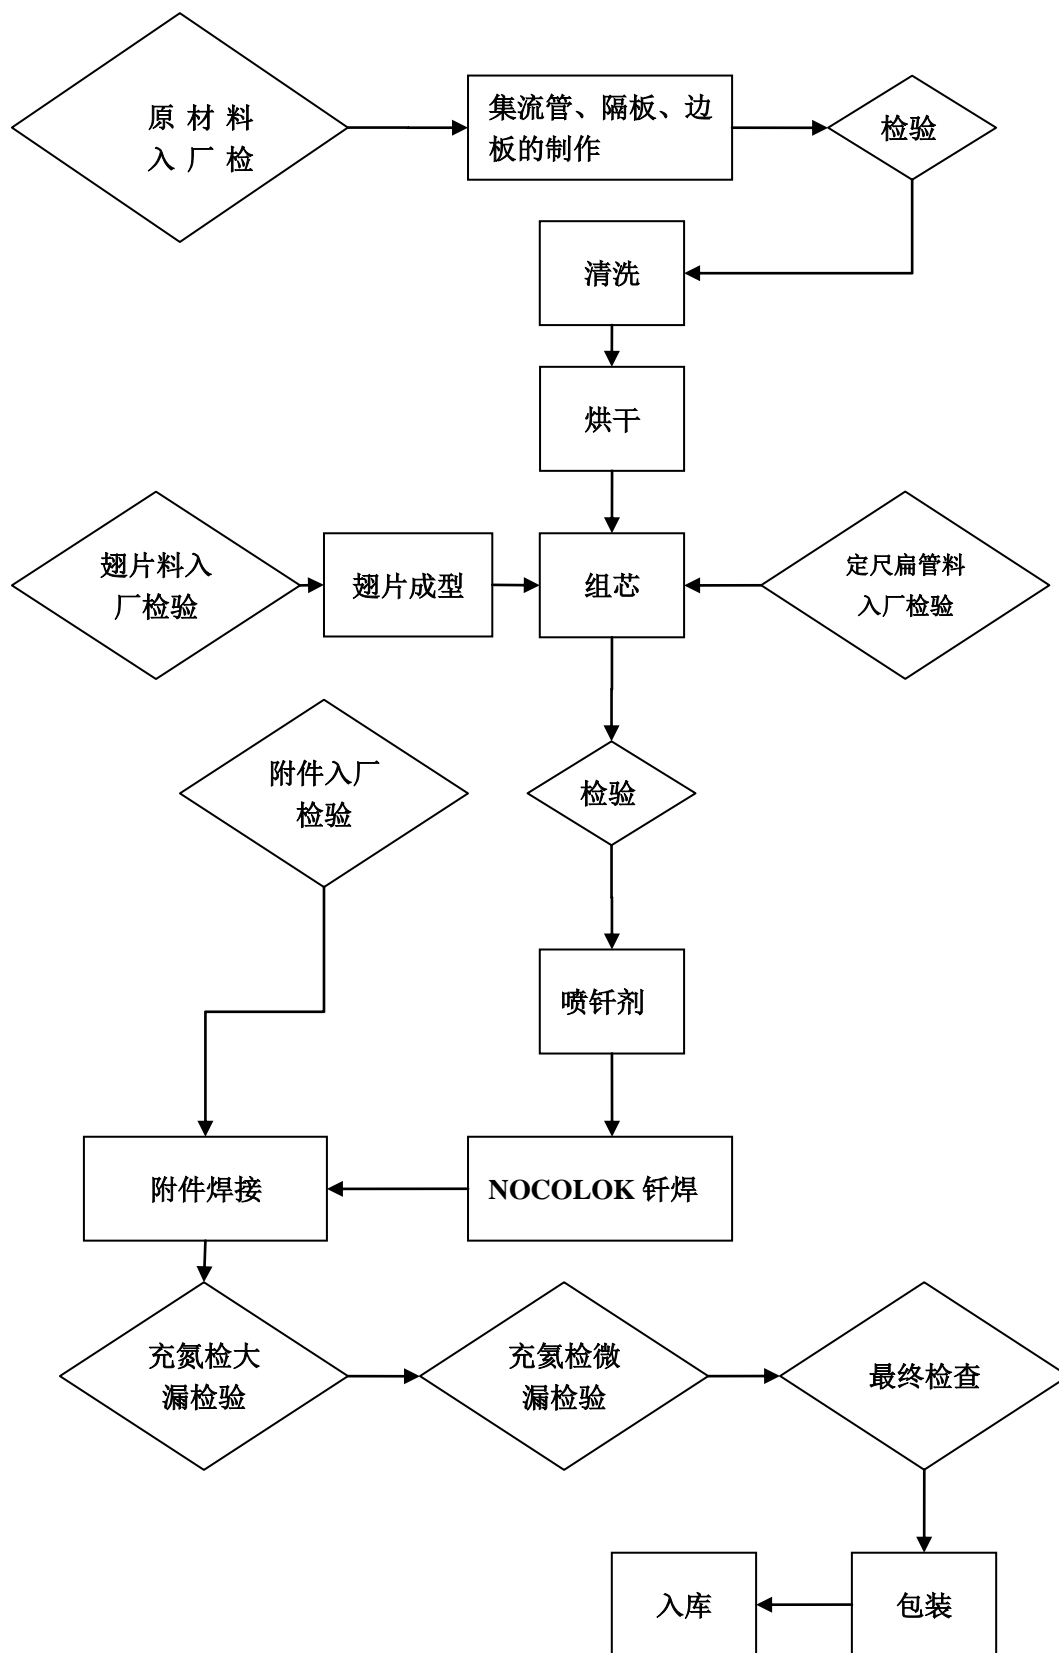 原 材 料
入 厂 检
集流管、隔板、边
板的制作
检验
清洗
烘干
翅片料入
厂检验
翅片成型
组芯
定尺扁管料
入厂检验
附件入厂
检验
检验
喷钎剂
附件焊接
NOCOLOK 钎焊
充氮检大
漏检验
充氦检微
漏检验
最终检查
入库
包装